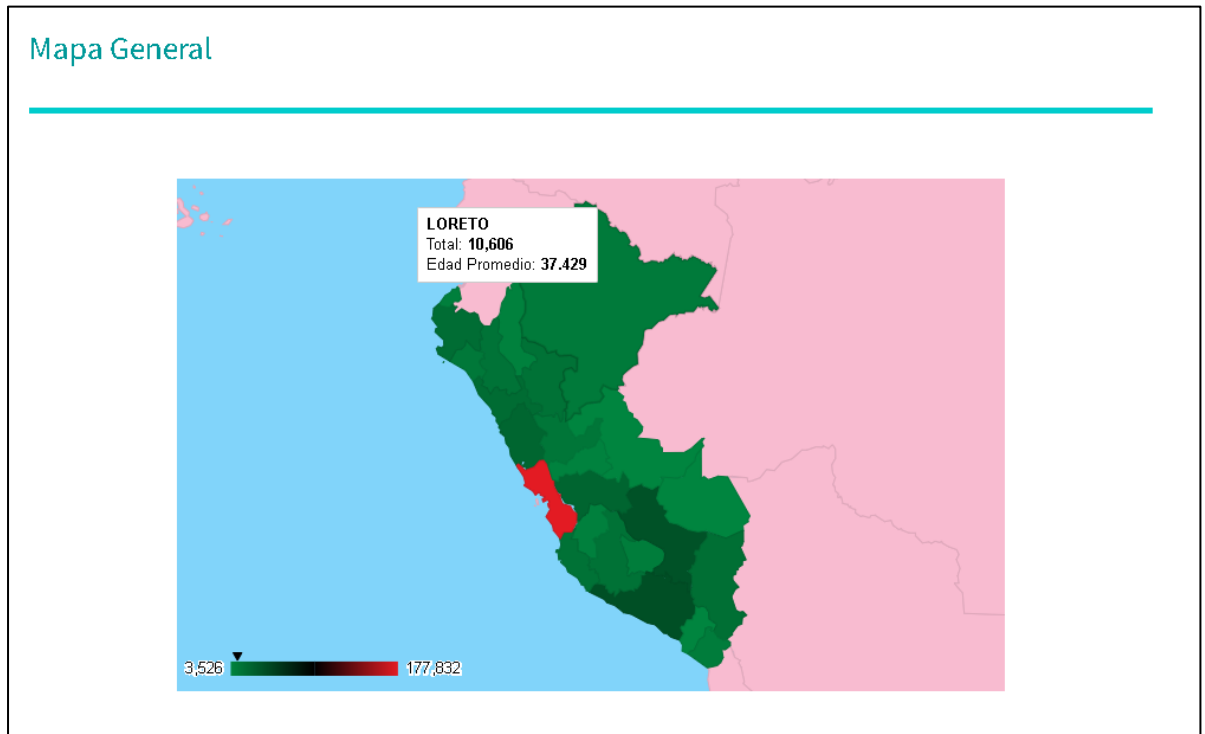 Mapa General
LORETO
Total: 10,606
Edad Promedio: 37.429
3,526
177,832